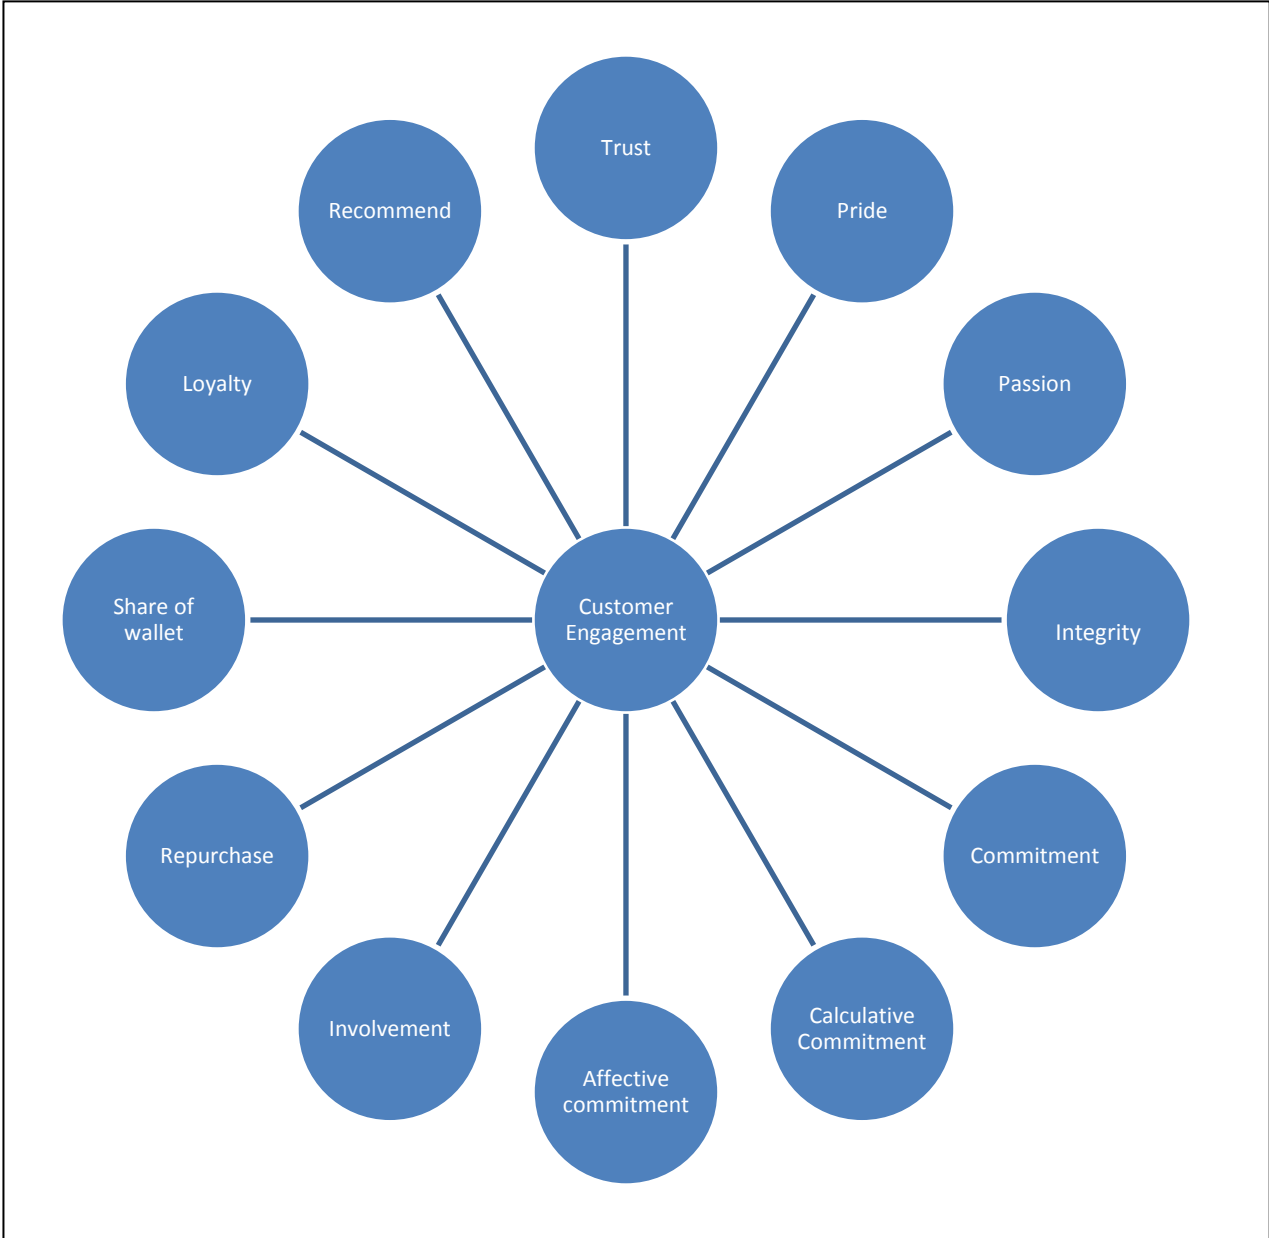 Trust
Pride
Passion
Integrity
Commitment
Calculative
Commitment
Affective
commitment
Involvement
Repurchase
Share of
wallet
Loyalty
Recommend
Customer
Engagement